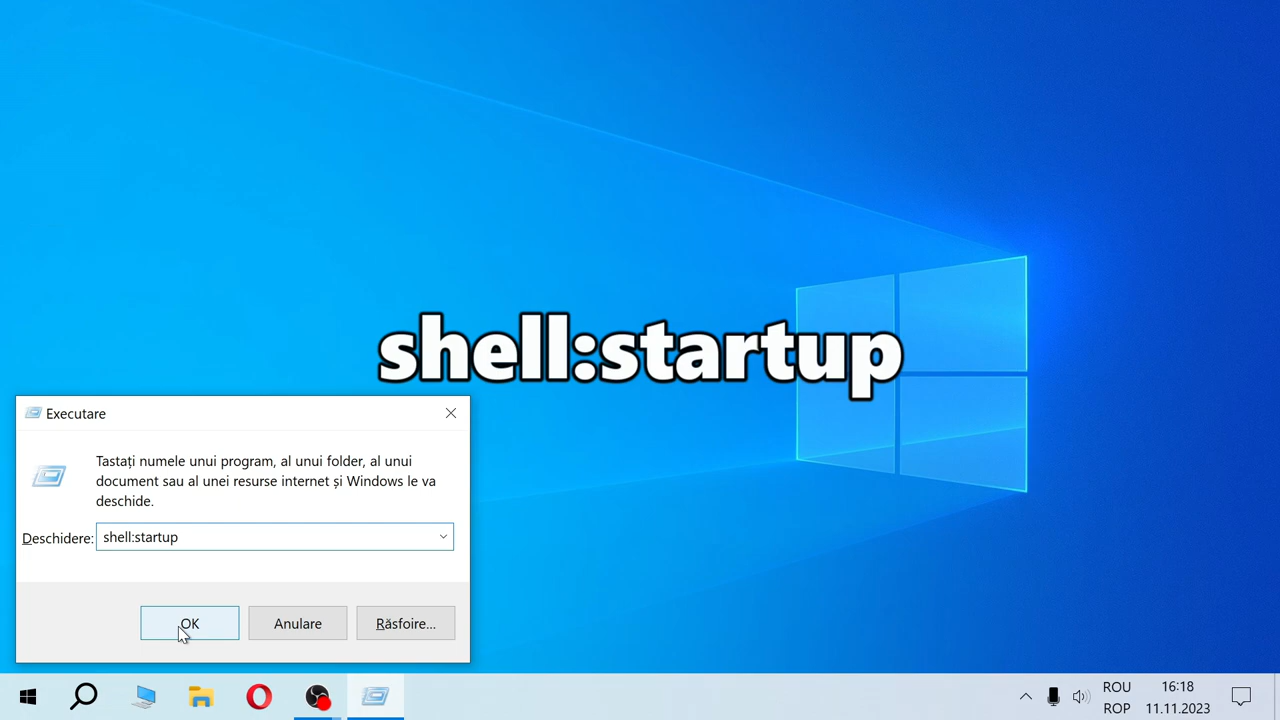 shell:startup
Executare
Tastați numele unui program, al unui folder, al unui
document sau al unei resurse internet și Windows le va
deschide.
Deschidere: shell:startup
OK Anulare Răsfoire...
ROU 16:18
ROP 11.11.2023